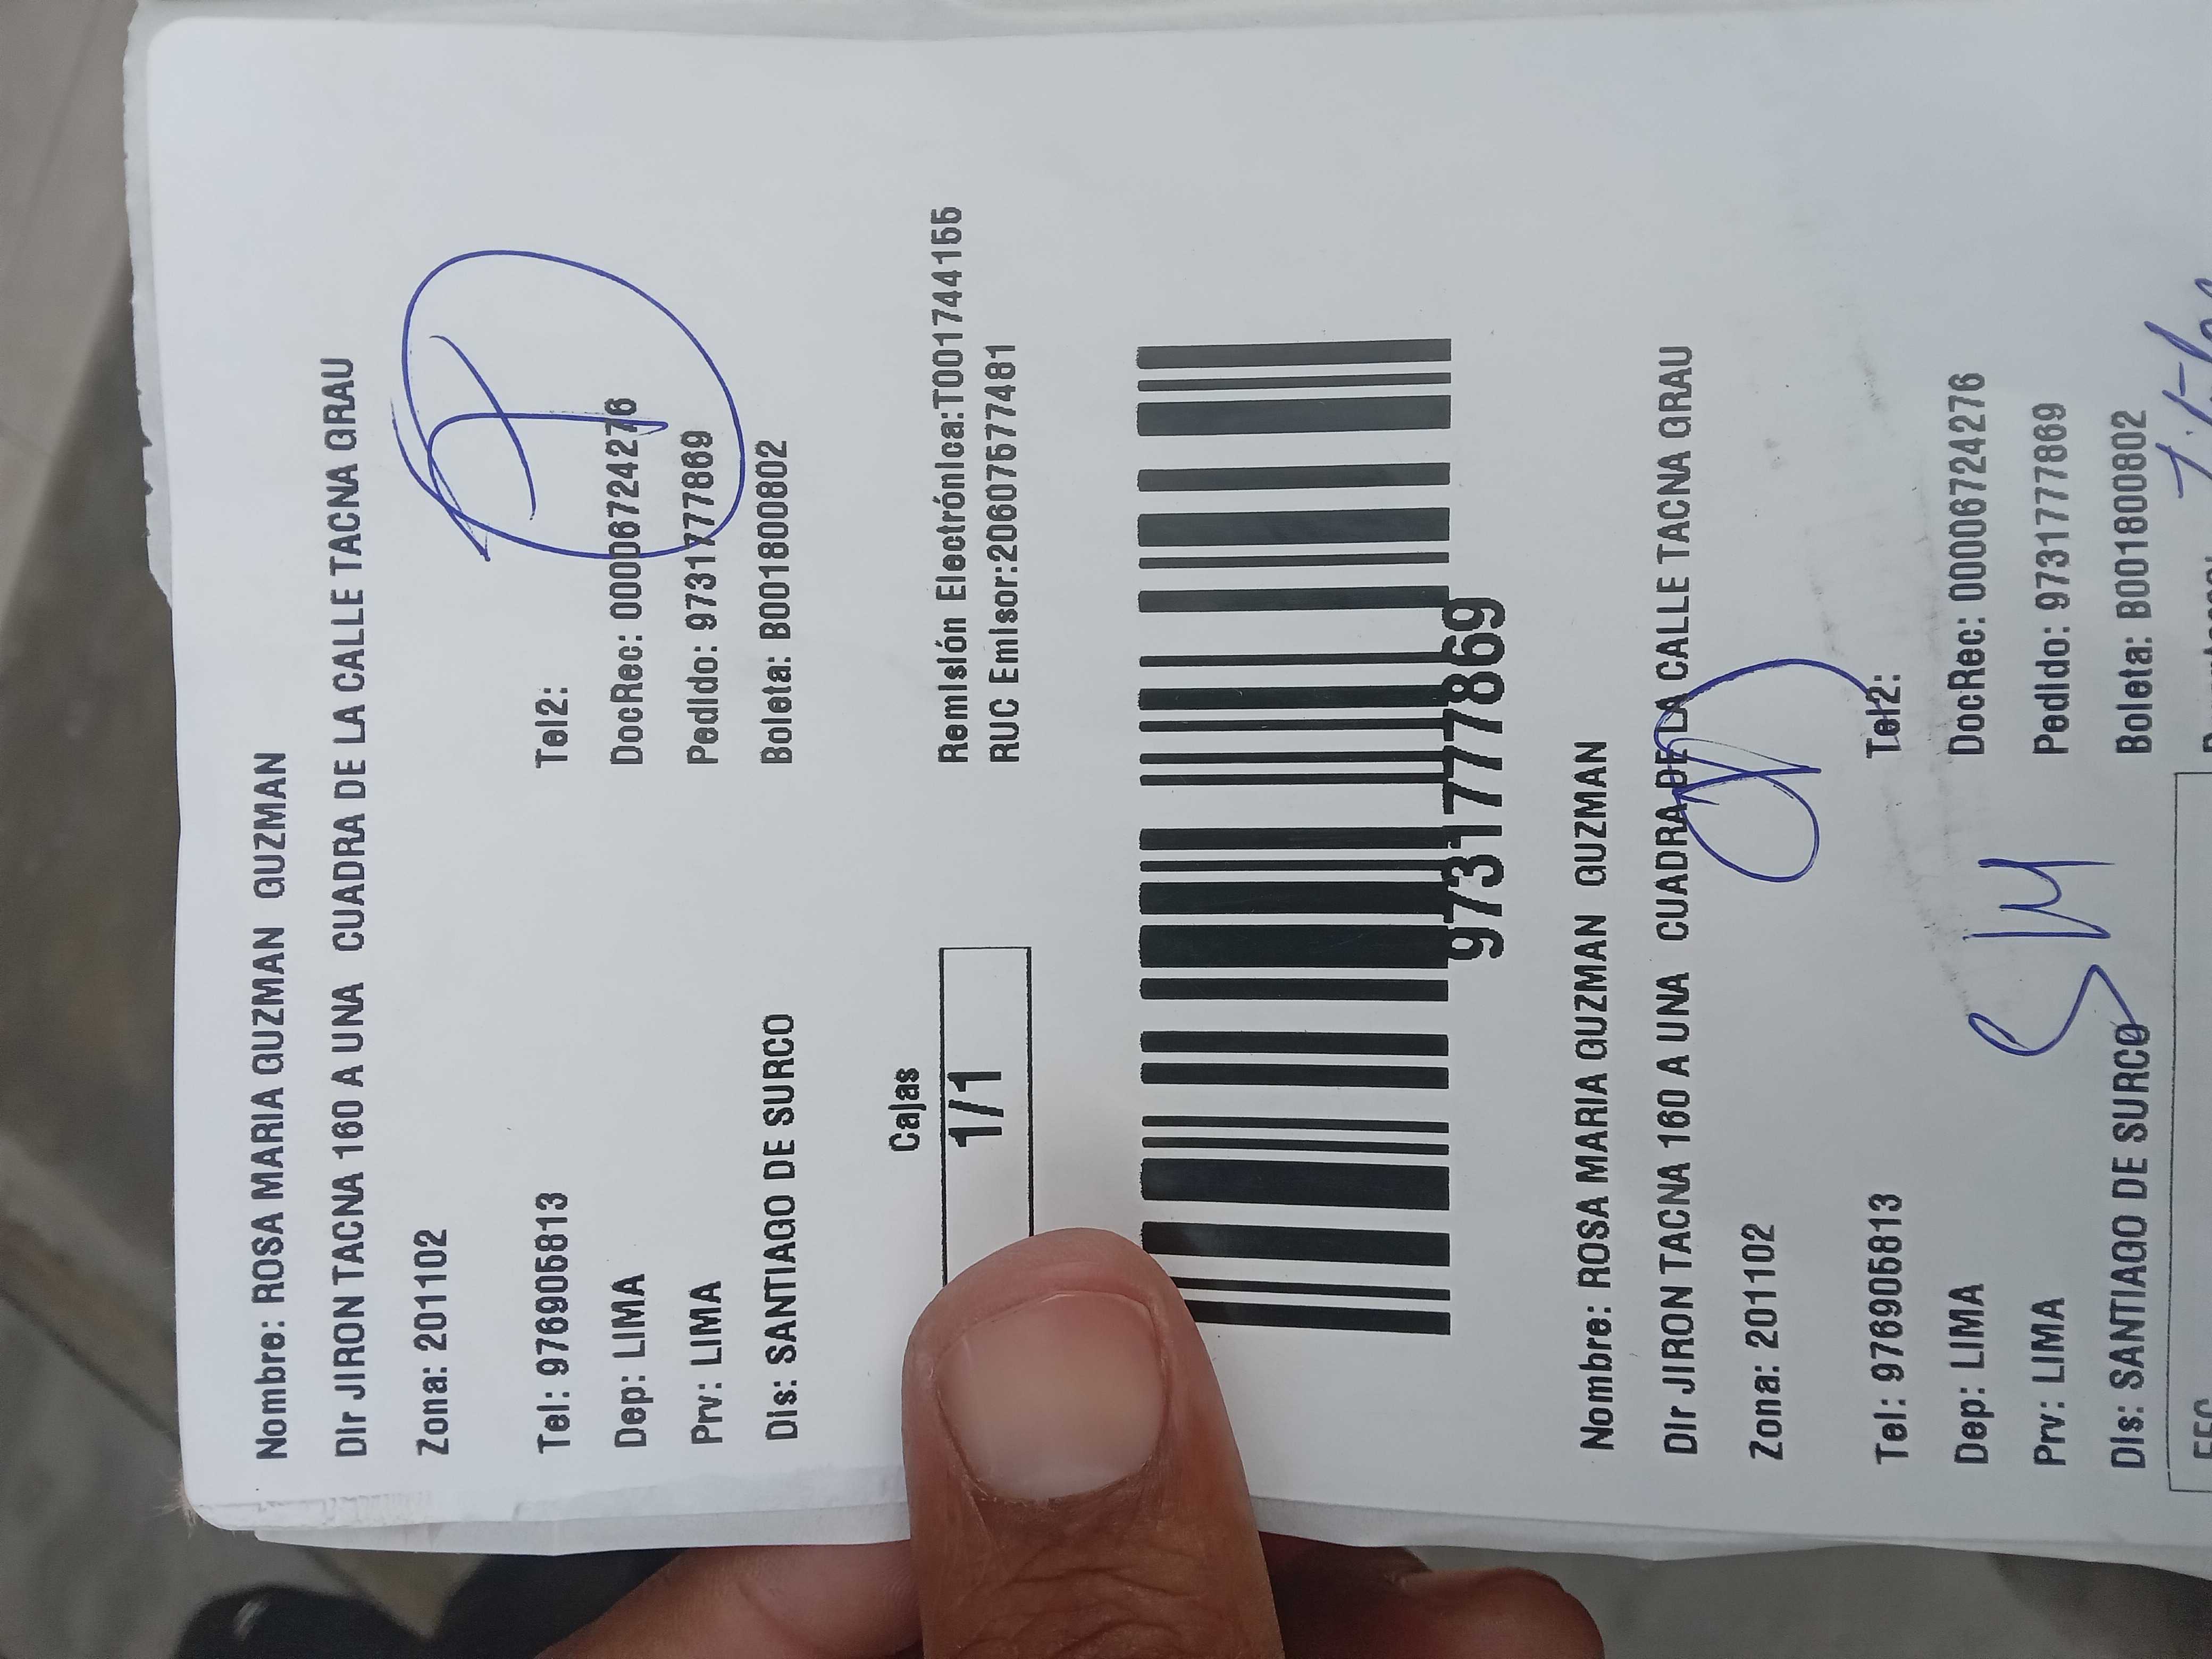 Nombre: ROSA MARIA GUZMAN GUZMAN
Dir JIRON TACNA 160 A UNA CUADRA DE LA CALLE TACNA GRAU
Zona: 201102
Tel: 976905813 Tel2:
Dep: LIMA DocRec: 00006724276
Prv: LIMA Pedido: 9731777869
Dis: SANTIAGO DE SURCO Boleta: B001800802
Cajas Remisión Electrónica:T001744155
1/1 RUC Emisor:20607577481
9731777869
Nombre: ROSA MARIA GUZMAN GUZMAN
Dir JIRON TACNA 160 A UNA CUADRA DE LA CALLE TACNA GRAU
Zona: 201102
Tel: 976905813 Tel2:
Dep: LIMA DocRec: 00006724276
SM
Prv: LIMA Pedido: 9731777869
Dis: SANTIAGO DE SURCO Boleta: B001800802